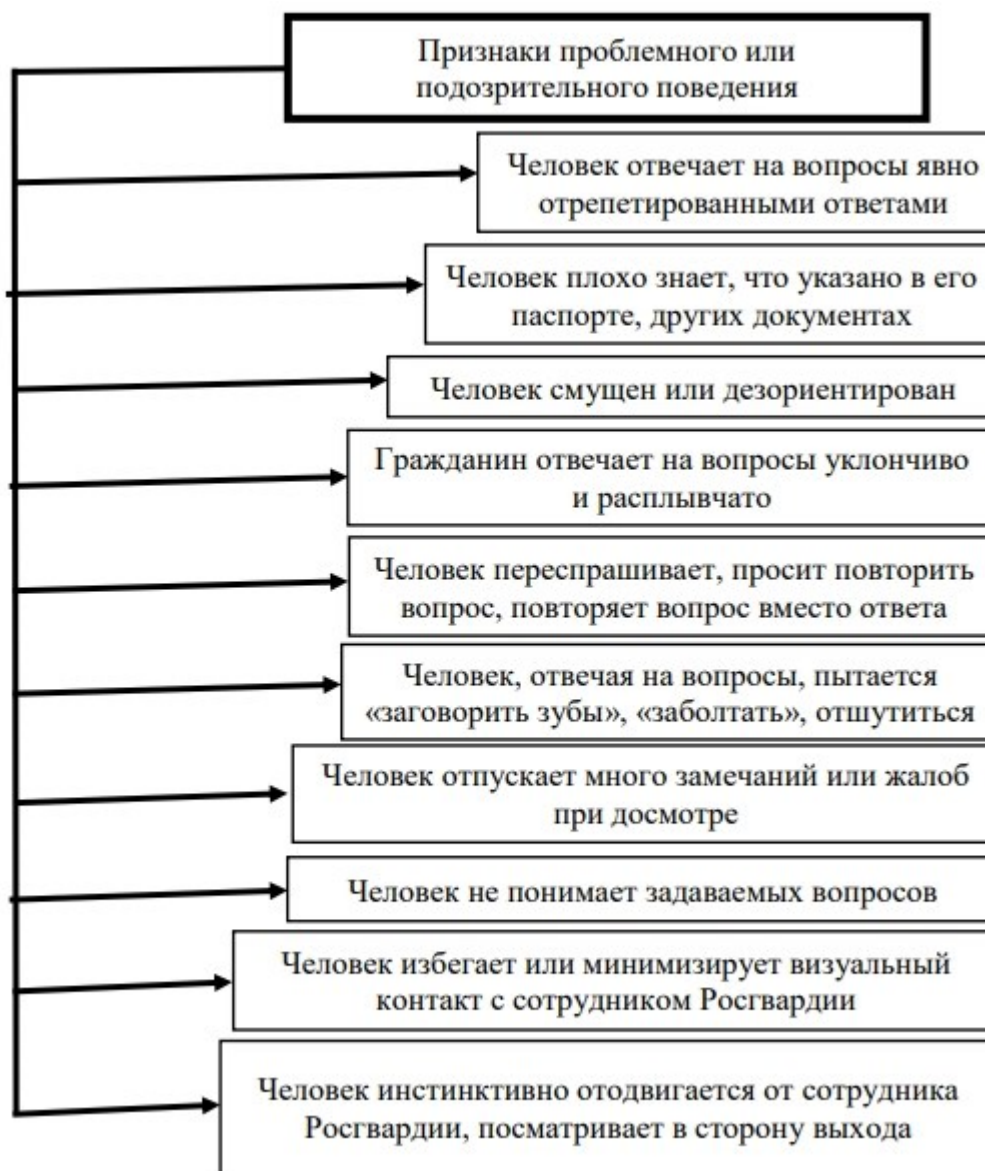 Признаки проблемного или
подозрительного поведения
Человек отвечает на вопросы явно
отрепетированными ответами
Человек плохо знает, что указано в его
паспорте, других документах
Человек смущен или дезориентирован
Гражданин отвечает на вопросы уклончиво
и расплывчато
Человек переспрашивает, просит повторить
вопрос, повторяет вопрос вместо ответа
Человек, отвечая на вопросы, пытается
«заговорить зубы», «заболтать», отшутиться
Человек отпускает много замечаний или жалоб
при досмотре
Человек не понимает задаваемых вопросов
Человек избегает или минимизирует визуальный
контакт с сотрудником Росгвардии
Человек инстинктивно отодвигается от сотрудника
Росгвардии, посматривает в сторону выхода